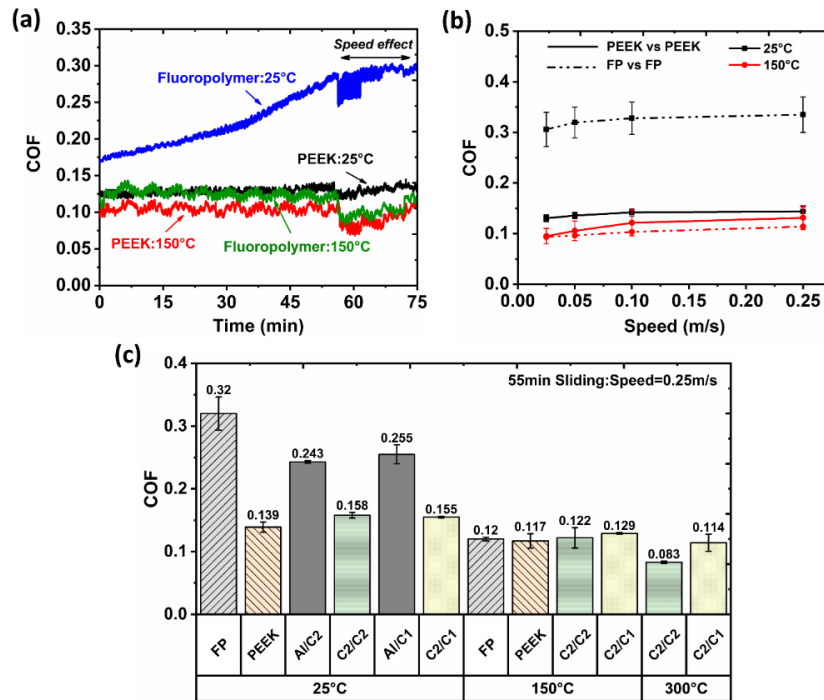 (a)
0.35
0.30
0.25
0.20
0.15
0.10
0.05
0.00
COF
Speed effect
Fluoropolymer:25°C
PEEK:25°C
PEEK:150°C
Fluoropolymer:150°C
0
15
30
45
60
75
Time (min)
(b)
0.5
0.4
0.3
0.2
0.1
0.0
COF
PEEK vs PEEK
FP vs FP
25°C
150°C
0.00
0.05
0.10
0.15
0.20
0.25
Speed (m/s)
(c)
0.4
0.3
0.2
0.1
0.0
COF
55min Sliding:Speed=0.25m/s
0.32
0.139
0.243
0.158
0.255
0.155
0.12
0.117
0.122
0.129
0.083
0.114
FP
PEEK
Al/C2
C2/C2
Al/C1
C2/C1
FP
PEEK
C2/C2
C2/C1
C2/C2
C2/C1
25°C
150°C
300°C